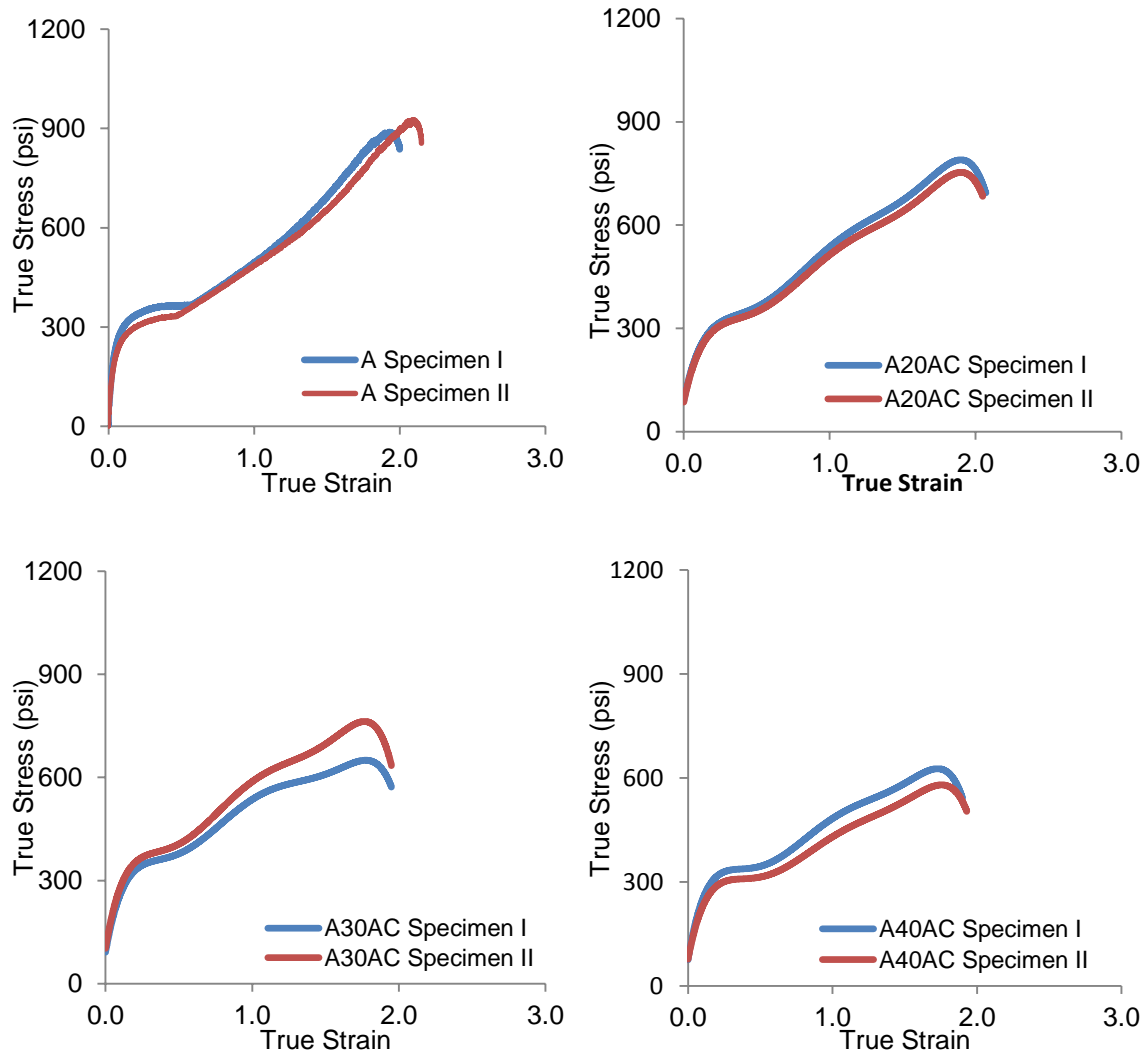 1200
900
600
300
0
True Stress (psi)
A Specimen I
A Specimen II
0.0 1.0 2.0 3.0
True Strain
1200
900
600
300
0
True Stress (psi)
A20AC Specimen I
A20AC Specimen II
0.0 1.0 2.0 3.0
True Strain
1200
900
600
300
0
True Stress (psi)
A30AC Specimen I
A30AC Specimen II
0.0 1.0 2.0 3.0
True Strain
1200
900
600
300
0
True Stress (psi)
A40AC Specimen I
A40AC Specimen II
0.0 1.0 2.0 3.0
True Strain